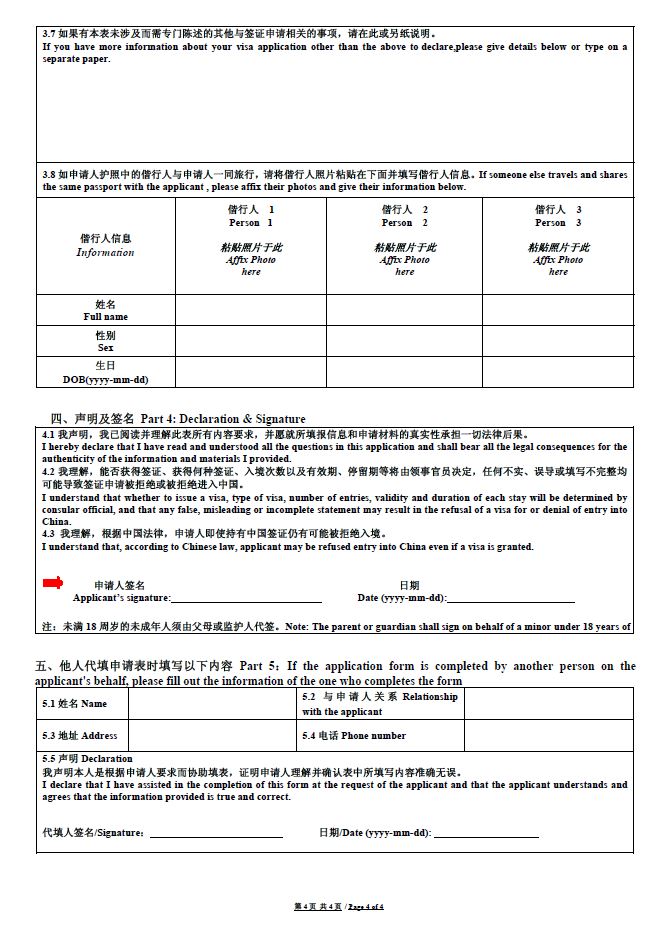 3.7 如果有本表未涉及而需专门陈述的其他与签证申请相关的事项，请在此或另纸说明。
If you have more information about your visa application other than the above to declare,please give details below or type on a
separate paper.
3.8 如申请人护照中的偕行人与申请人一同旅行，请将偕行人照片粘贴在下面并填写偕行人信息。If someone else travels and shares
the same passport with the applicant , please affix their photos and give their information below.
偕行人信息
Information
偕行人 1
Person 1
粘贴照片于此
Affix Photo
here
偕行人 2
Person 2
粘贴照片于此
Affix Photo
here
偕行人 3
Person 3
粘贴照片于此
Affix Photo
here
姓名
Full name
性别
Sex
生日
DOB(yyyy-mm-dd)
四、声明及签名 Part 4: Declaration & Signature
4.1 我声明，我已阅读并理解此表所有内容要求，并愿就所填报信息和申请材料的真实性承担一切法律后果。
I hereby declare that I have read and understood all the questions in this application and shall bear all the legal consequences for the
authenticity of the information and materials I provided.
4.2 我理解，能否获得签证、获得何种签证、入境次数以及有效期、停留期等将由领事官员决定，任何不实、误导或填写不完整均
可能导致签证申请被拒绝或被拒绝进入中国。
I understand that whether to issue a visa, type of visa, number of entries, validity and duration of each stay will be determined by
consular official, and that any false, misleading or incomplete statement may result in the refusal of a visa for or denial of entry into
China.
4.3 我理解，根据中国法律，申请人即使持有中国签证仍有可能被拒绝入境。
I understand that, according to Chinese law, applicant may be refused entry into China even if a visa is granted.
申请人签名 日期
Applicant's signature: Date (yyyy-mm-dd):
注：未满 18 周岁的未成年人须由父母或监护人代签。Note: The parent or guardian shall sign on behalf of a minor under 18 years of
五、他人代填申请表时填写以下内容 Part 5: If the application form is completed by another person on the
applicant's behalf, please fill out the information of the one who completes the form
5.1 姓名 Name
5.2 与申请人关系 Relationship
with the applicant
5.3 地址 Address
5.4 电话 Phone number
5.5 声明 Declaration
我声明本人是根据申请人要求而协助填表，证明申请人理解并确认表中所填写内容准确无误。
I declare that I have assisted in the completion of this form at the request of the applicant and that the applicant understands and
agrees that the information provided is true and correct.
代填人签名/Signature: 日期/Date (yyyy-mm-dd):
第 4 页 共 4 页 / Page 4 of 4